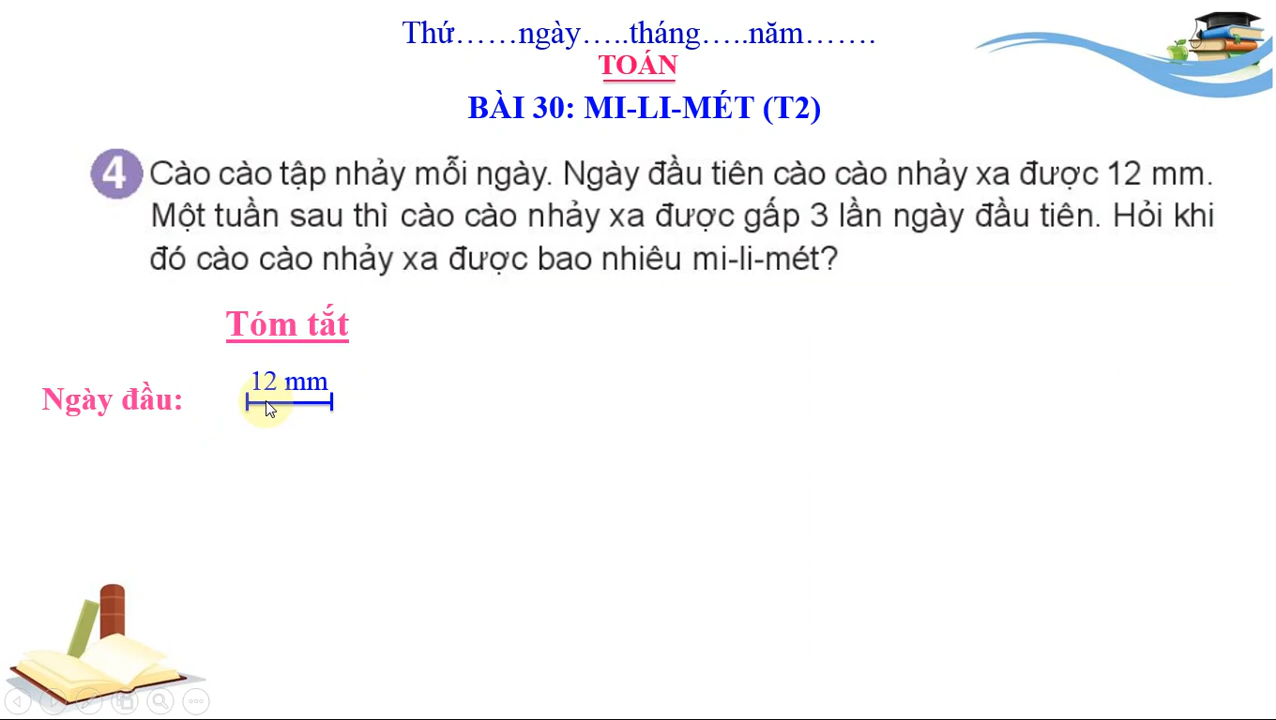 Thứ……ngày…..tháng…..năm…….
TOÁN
BÀI 30: MI-LI-MÉT (T2)
4 Cào cào tập nhảy mỗi ngày. Ngày đầu tiên cào cào nhảy xa được 12 mm.
Một tuần sau thì cào cào nhảy xa được gấp 3 lần ngày đầu tiên. Hỏi khi
đó cào cào nhảy xa được bao nhiêu mi-li-mét?
Tóm tắt
12 mm
Ngày đầu: